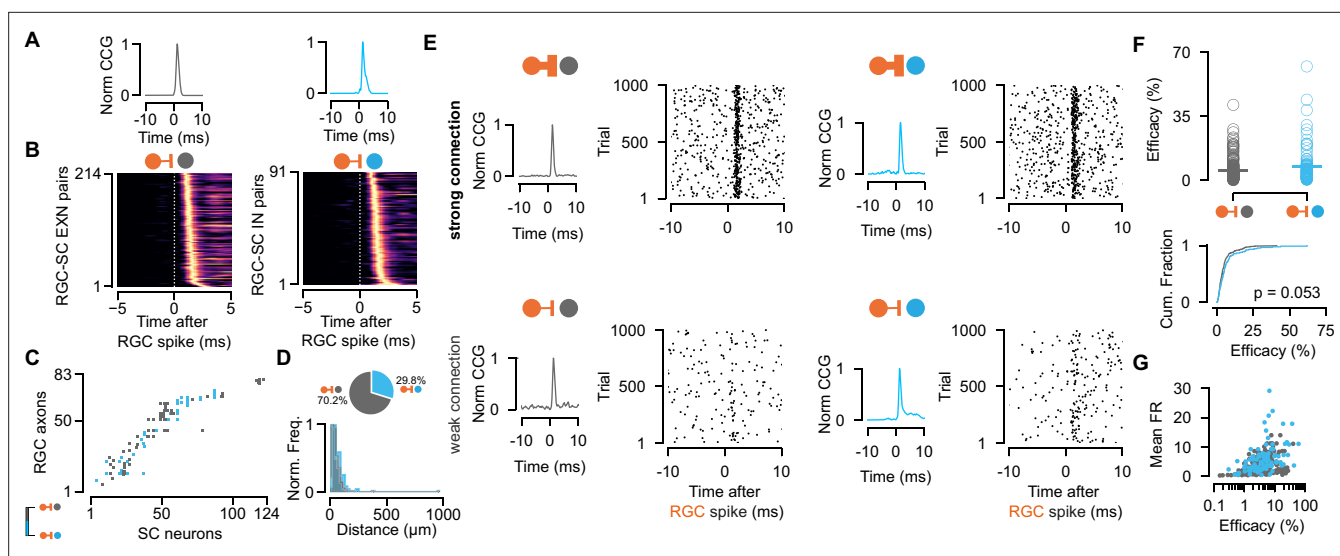 A
Norm CCG
1
0
-10 0 10
Time (ms)
1
0
-10 0 10
Time (ms)
B
RGC-SC EXN pairs
214
1
−5 0 5
Time after
RGC spike (ms)
RGC-SC IN pairs
91
1
−5 0 5
Time after
RGC spike (ms)
C
RGC axons
83
50
1
1 50 100 124
SC neurons
D
70.2%
29.8%
Norm. Freq.
1
0
0 500 1000
Distance (µm)
E
strong connection
Norm CCG
1
0
-10 0 10
Time (ms)
Trial
1000
500
1
-10 0 10
Norm CCG
1
0
-10 0 10
Time (ms)
Trial
1000
500
1
-10 0 10
weak connection
Norm CCG
1
0
-10 0 10
Time (ms)
Trial
1000
500
1
-10 0 10
Time after
RGC spike (ms)
Norm CCG
1
0
-10 0 10
Time (ms)
Trial
1000
500
1
-10 0 10
Time after
RGC spike (ms)
F
Efficacy (%)
70
35
0
Cum. Fraction
1
0
p = 0.053
0 25 50 75
Efficacy (%)
G
Mean FR
30
20
10
0
0.1 1 10 100
Efficacy (%)